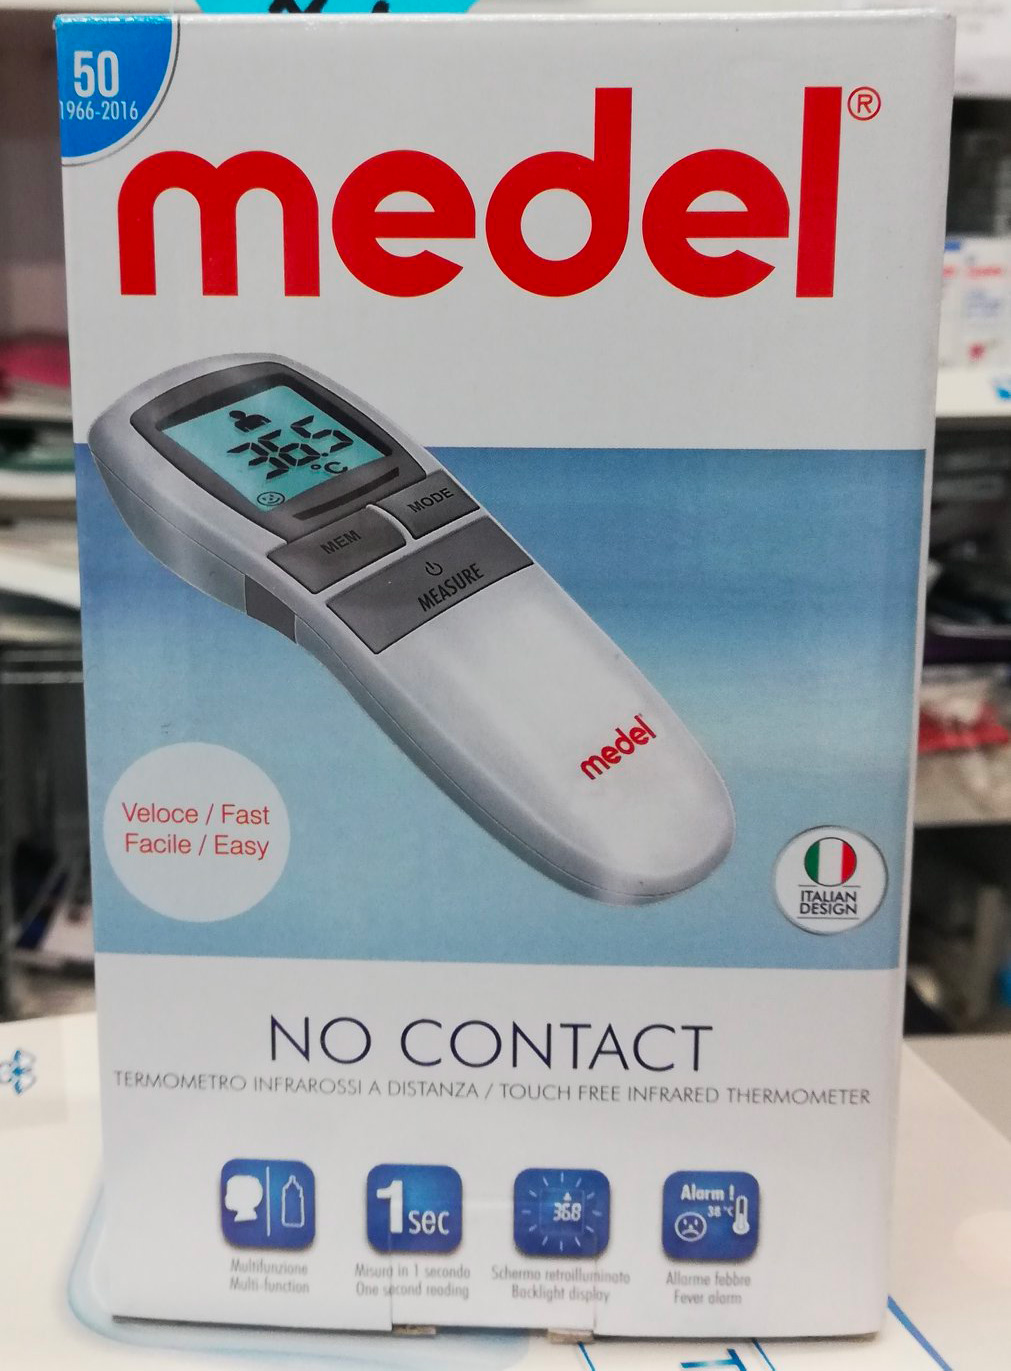 50
1966-2016
medel®
36.5
°C
MEM
MODE
MEASURE
medel
Veloce / Fast
Facile / Easy
ITALIAN
DESIGN
NO CONTACT
TERMOMETRO INFRAROSSI A DISTANZA / TOUCH FREE INFRARED THERMOMETER
1 sec
36.8
Alarm !
38 °C
Multifunzione
Multi-function
Misura in 1 secondo
One second reading
Schermo retroilluminato
Backlight display
Allarme febbre
Fever alarm